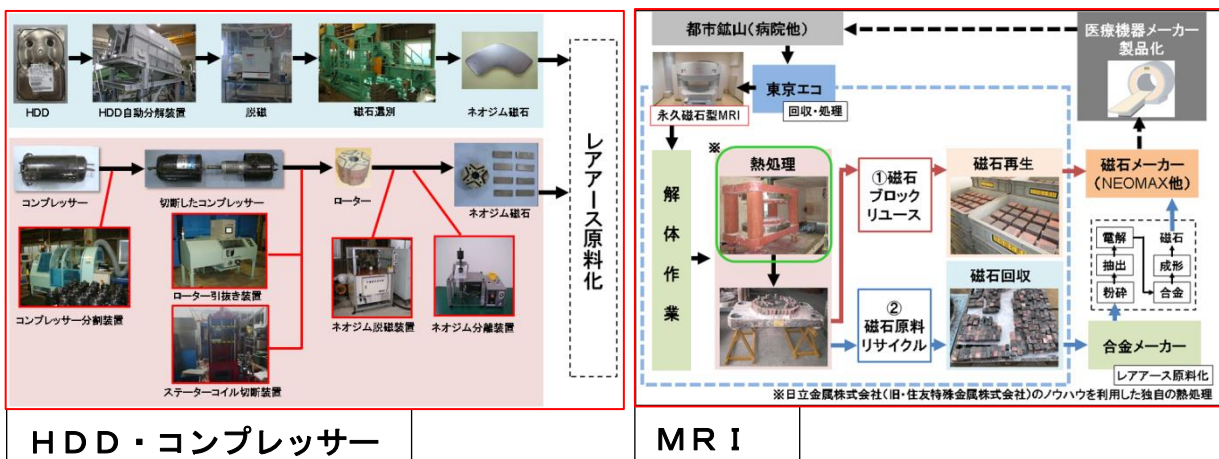 HDD
HDD自動分解装置
脱磁
磁石選別
ネオジム磁石
コンプレッサー
切断したコンプレッサー
ローター
ネオジム磁石
コンプレッサー分割装置
ローター引抜き装置
ステーターコイル切断装置
ネオジム脱磁装置
ネオジム分離装置
レアアース原料化
HDD・コンプレッサー
都市鉱山(病院他)
東京エコ
回収・処理
永久磁石型MRI
医療機器メーカー
製品化
解体作業
※
熱処理
①磁石
ブロック
リユース
磁石再生
磁石メーカー
(NEOMAX他)
②
磁石原料
リサイクル
磁石回収
電解
抽出
粉砕
磁石
成形
合金
合金メーカー
レアアース原料化
※日立金属株式会社(旧・住友特殊金属株式会社)のノウハウを利用した独自の熱処理
MRI